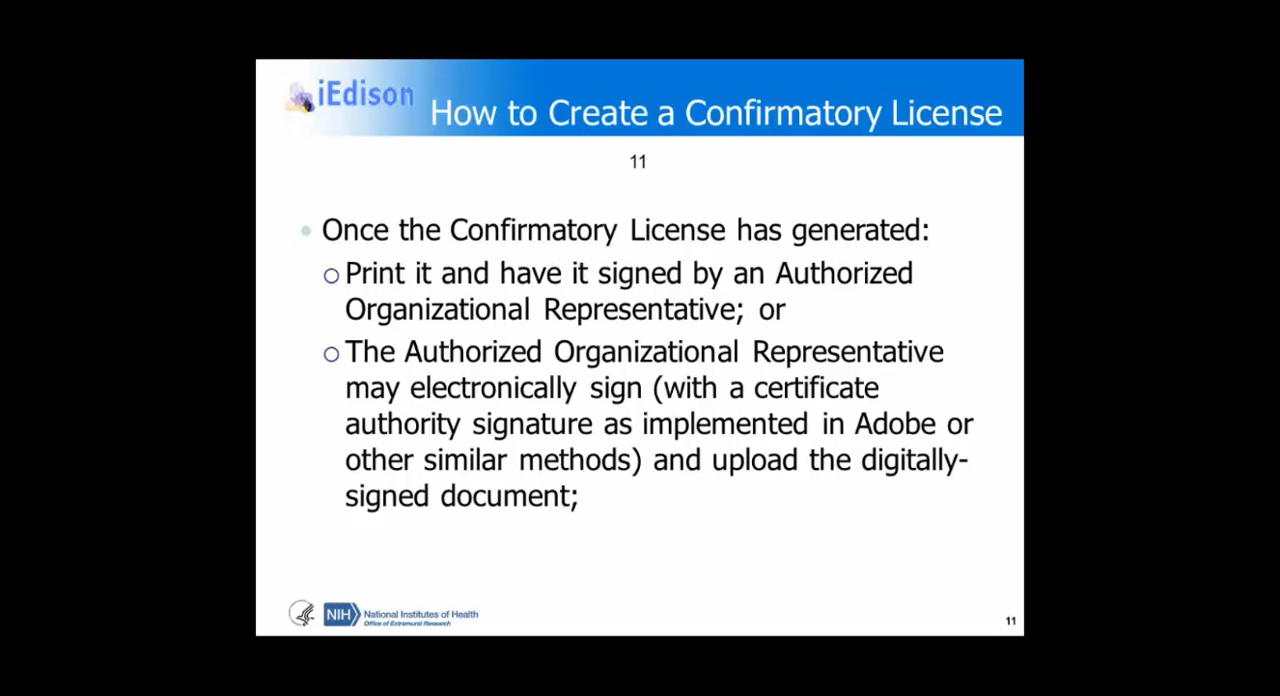 iEdison
How to Create a Confirmatory License
11
Once the Confirmatory License has generated:
Print it and have it signed by an Authorized
Organizational Representative; or
The Authorized Organizational Representative
may electronically sign (with a certificate
authority signature as implemented in Adobe or
other similar methods) and upload the digitally-
signed document;
NIH
National Institutes of Health
Office of Extramural Research
11